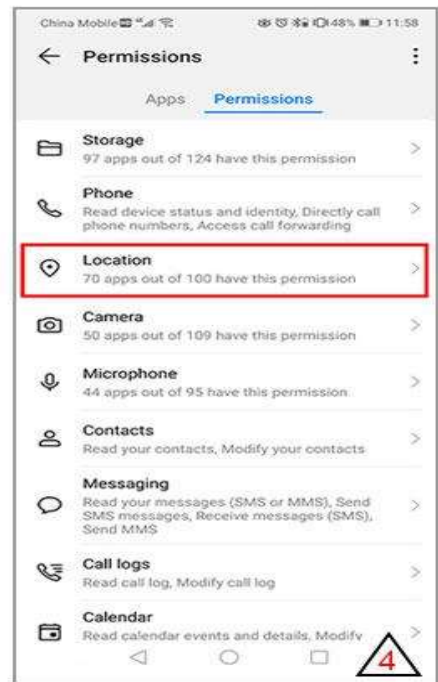 China Mobile 48% 11:58
Permissions
Apps Permissions
Storage
97 apps out of 124 have this permission
Phone
Read device status and identity, Directly call
phone numbers, Access call forwarding
Location
70 apps out of 100 have this permission
Camera
50 apps out of 109 have this permission
Microphone
44 apps out of 95 have this permission
Contacts
Read your contacts, Modify your contacts
Messaging
Read your messages (SMS or MMS), Send
SMS messages, Receive messages (SMS),
Send MMS
Call logs
Read call log, Modify call log
Calendar
Read calendar events and details, Modify
4